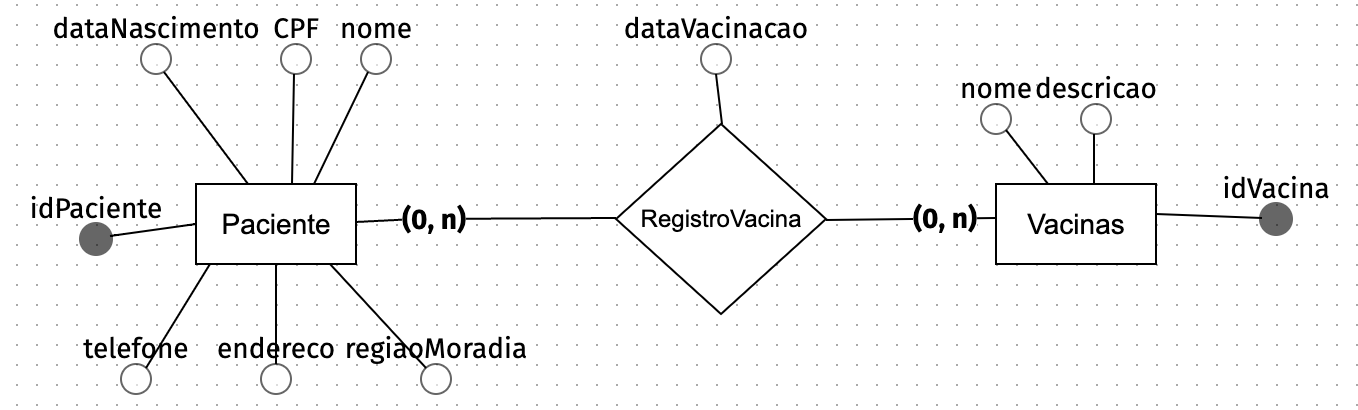 dataNascimento CPF nome
dataVacinacao
nome descricao
idPaciente
idVacina
Paciente
(0, n)
RegistroVacina
(0, n)
Vacinas
telefone endereco regiaoMoradia